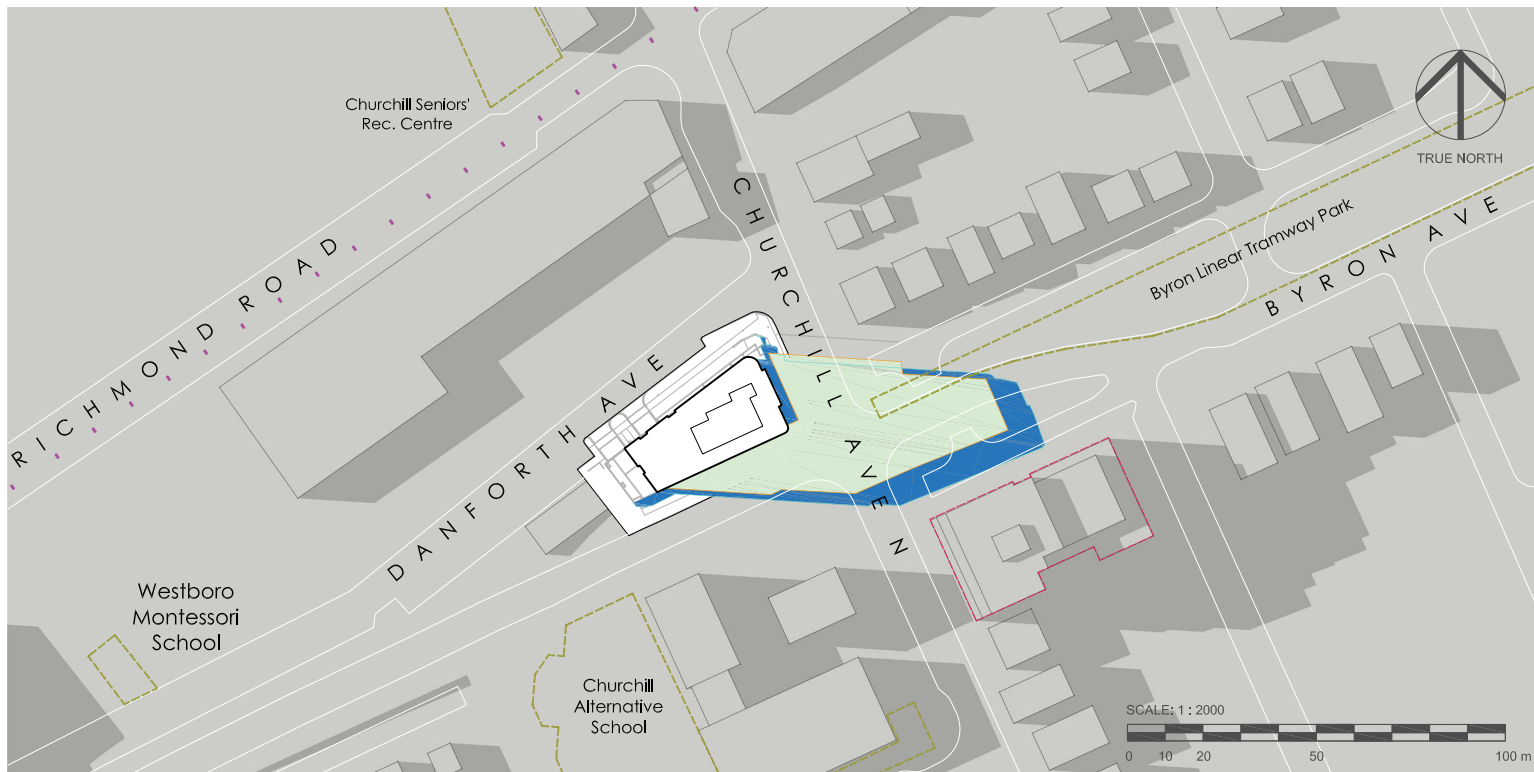 Churchill Seniors'
Rec. Centre
TRUE NORTH
RICHMOND ROAD
CHURCHILL AVE N
Byron Linear Tramway Park
BYRON AVE
DANFORTH AVE
Westboro
Montessori
School
Churchill
Alternative
School
SCALE: 1 : 2000
0 10 20 50 100 m